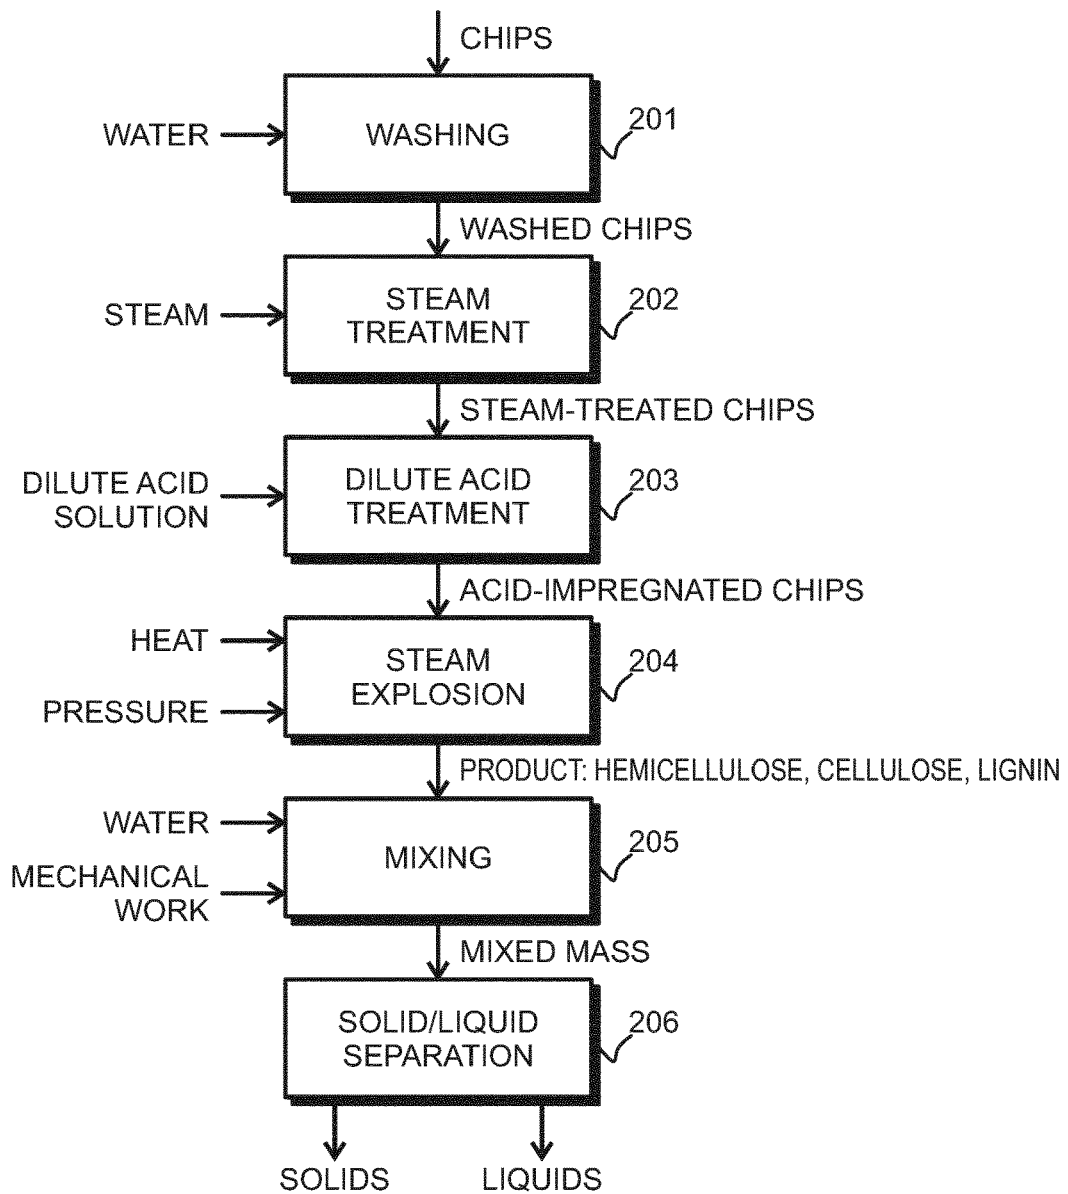 CHIPS
WATER
WASHING
201
WASHED CHIPS
STEAM
STEAM
TREATMENT
202
STEAM-TREATED CHIPS
DILUTE ACID
SOLUTION
DILUTE ACID
TREATMENT
203
ACID-IMPREGNATED CHIPS
HEAT
PRESSURE
STEAM
EXPLOSION
204
PRODUCT: HEMICELLULOSE, CELLULOSE, LIGNIN
WATER
MECHANICAL
WORK
MIXING
205
MIXED MASS
SOLID/LIQUID
SEPARATION
206
SOLIDS
LIQUIDS